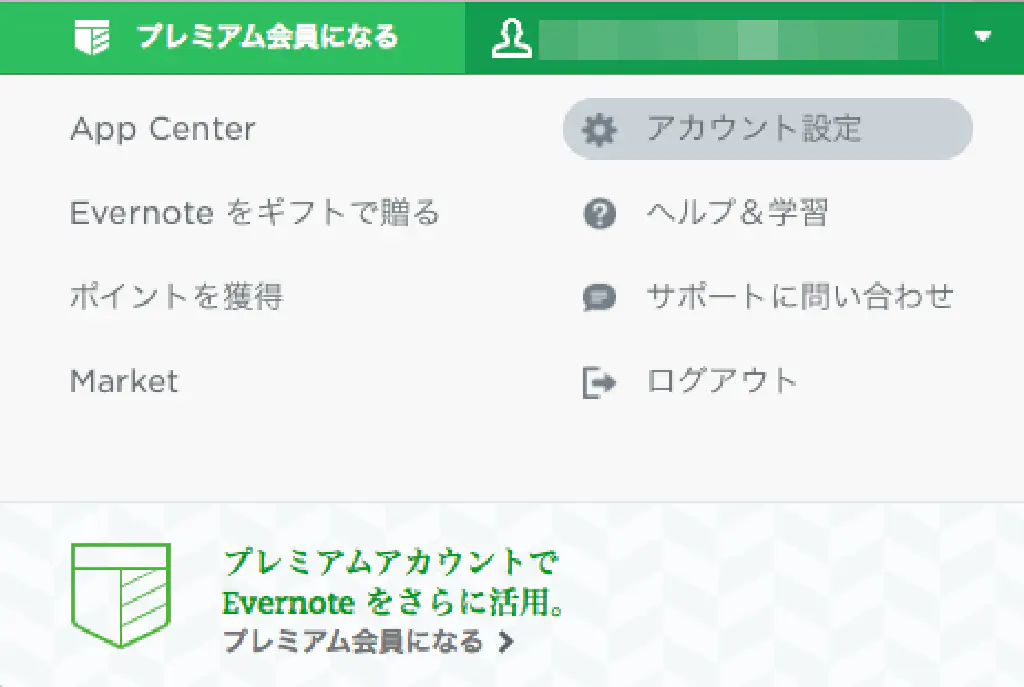 プレミアム会員になる
App Center
アカウント設定
Evernote をギフトで贈る
ヘルプ＆学習
ポイントを獲得
サポートに問い合わせ
Market
ログアウト
プレミアムアカウントで
Evernote をさらに活用。
プレミアム会員になる